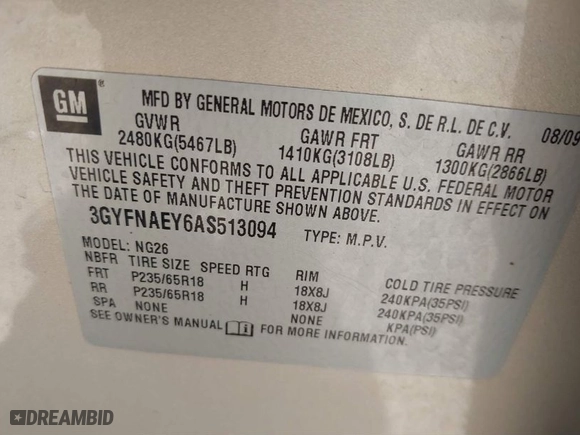 GM ®
MFD BY GENERAL MOTORS DE MEXICO, S. DE R.L. DE C.V. 08/09
GVWR GAWR FRT GAWR RR
2480KG(5467LB) 1410KG(3108LB) 1300KG(2866LB)
THIS VEHICLE CONFORMS TO ALL APPLICABLE U.S. FEDERAL MOTOR
VEHICLE SAFETY AND THEFT PREVENTION STANDARDS IN EFFECT ON
THE DATE OF MANUFACTURE SHOWN ABOVE.
3GYFNAEY6AS513094 TYPE: M.P.V.
MODEL: NG26
NBFR TIRE SIZE SPEED RTG RIM COLD TIRE PRESSURE
FRT P235/65R18 H 18X8J 240KPA(35PSI)
RR P235/65R18 H 18X8J 240KPA(35PSI)
SPA NONE NONE KPA(PSI)
SEE OWNER'S MANUAL FOR MORE INFORMATION.
DREAMBID